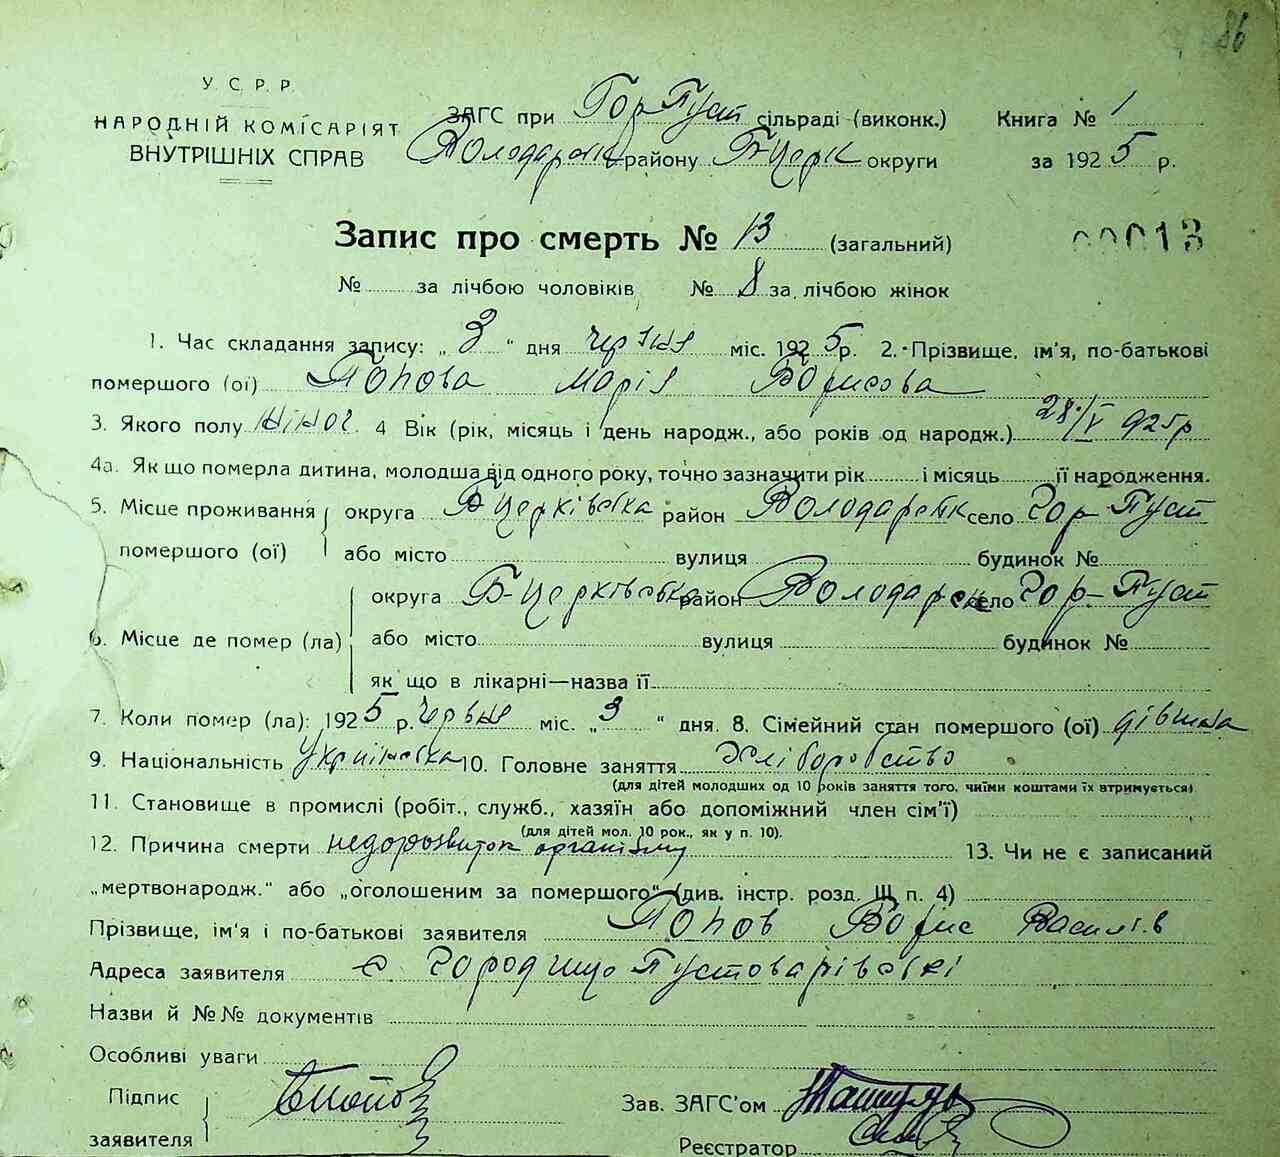 86
У. С. Р. Р.
НАРОДНІЙ КОМІСАРІЯТ
ВНУТРІШНІХ СПРАВ
ЗАГС при Гор Пуст сільраді (виконк.) Книга № 1
Володарськ району Б-Церк округи за 1925 р.
Запис про смерть № 13 (загальний) 00013
№ за лічбою чоловіків № 8 за лічбою жінок
1. Час складання запису: „ 3 “ дня червня міс. 1925 р. 2. Прізвище, ім'я, по-батькові
помершого (ої) Попова Марія Борисова
3. Якого полу жіноч. 4 Вік (рік, місяць і день народж., або років од народж.) 28/V 925р
4а. Як що померла дитина, молодша від одного року, точно зазначити рік і місяць її народження.
5. Місце проживання округа Б-Церківська район Володарськ село Гор-Пуст
помершого (ої) або місто вулиця будинок №
округа Б-Церківська район Володарськ село Гор-Пуст
6. Місце де помер (ла) або місто вулиця будинок №
як що в лікарні—назва її
7. Коли помер (ла): 1925 р. червня міс. „ 3 “ дня. 8. Сімейний стан помершого (ої) дівчина
9. Національність Українська 10. Головне заняття Хліборобство
(для дітей молодших од 10 років заняття того, чиїми коштами їх втримується)
11. Становище в промислі (робіт., служб., хазяїн або допоміжний член сім'ї)
(для дітей мол. 10 рок., як у п. 10).
12. Причина смерти недорозвиток організму 13. Чи не є записаний
„мертвонародж.“ або „оголошеним за помершого“ (див. інстр. розд. Щ п. 4)
Прізвище, ім'я і по-батькові заявителя Попов Борис Василів
Адреса заявителя с Городище Пустоварівські
Назви й №№ документів
Особливі уваги
Підпис
заявителя
Зав. ЗАГС'ом
Реєстратор